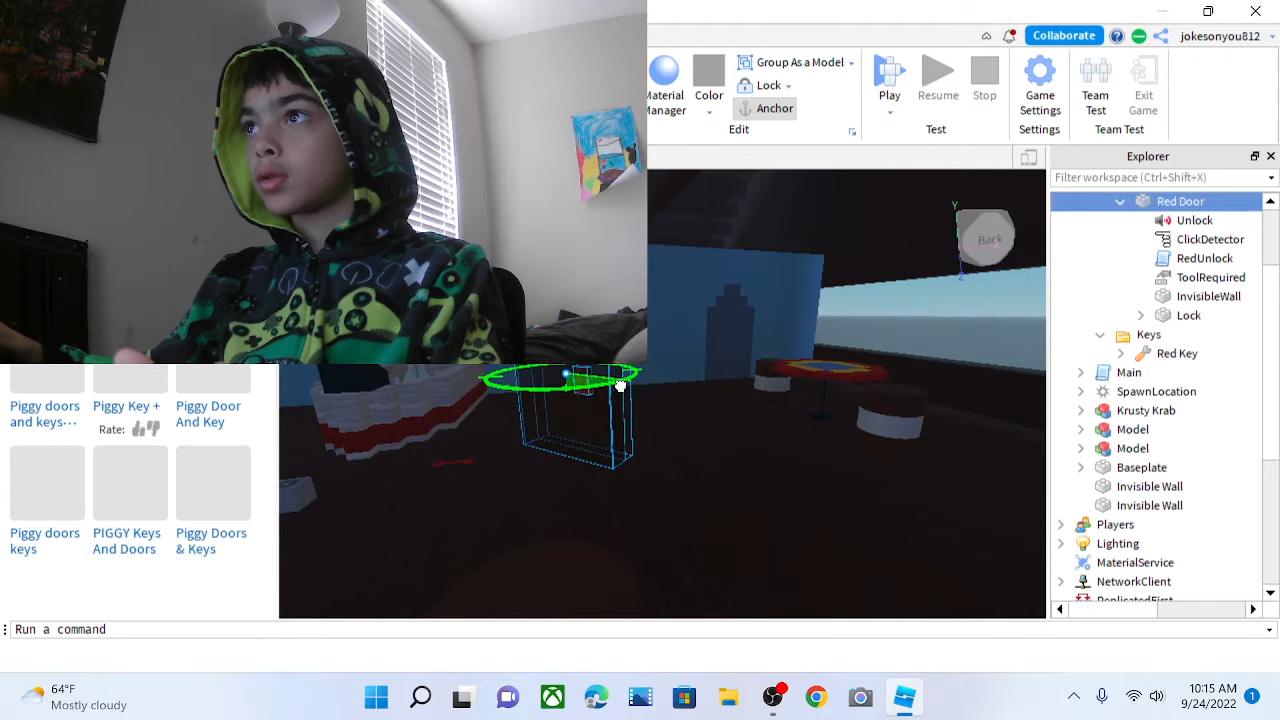 Collaborate
jokesonyou812
Material
Manager
Color
Group As a Model
Lock
Anchor
Edit
Play
Resume
Stop
Test
Game
Settings
Settings
Team
Test
Exit
Game
Team Test
Explorer
Filter workspace (Ctrl+Shift+X)
Red Door
Unlock
ClickDetector
RedUnlock
ToolRequired
InvisibleWall
Lock
Keys
Red Key
Main
SpawnLocation
Krusty Krab
Model
Model
Baseplate
Invisible Wall
Invisible Wall
Players
Lighting
MaterialService
NetworkClient
ReplicatedFirst
Y
Z
Back
Piggy doors
and keys...
Piggy Key +
Rate:
Piggy Door
And Key
Piggy doors
keys
PIGGY Keys
And Doors
Piggy Doors
& Keys
Run a command
64°F
Mostly cloudy
10:15 AM
9/24/2022
1